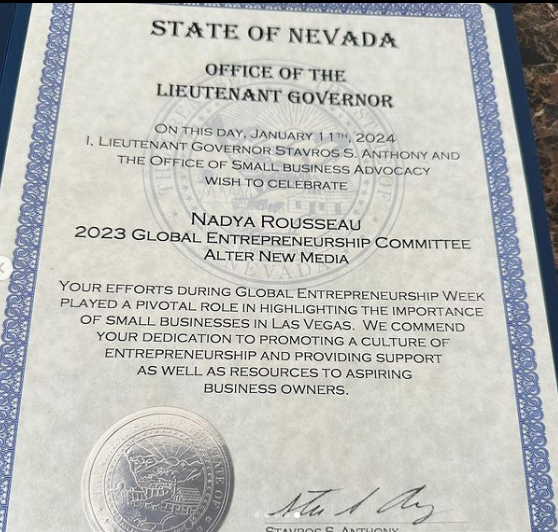 STATE OF NEVADA
OFFICE OF THE
LIEUTENANT GOVERNOR
ON THIS DAY, JANUARY 11TH, 2024
I, LIEUTENANT GOVERNOR STAVROS S. ANTHONY AND
THE OFFICE OF SMALL BUSINESS ADVOCACY
WISH TO CELEBRATE
NADYA ROUSSEAU
2023 GLOBAL ENTREPRENEURSHIP COMMITTEE
ALTER NEW MEDIA
YOUR EFFORTS DURING GLOBAL ENTREPRENEURSHIP WEEK
PLAYED A PIVOTAL ROLE IN HIGHLIGHTING THE IMPORTANCE
OF SMALL BUSINESSES IN LAS VEGAS. WE COMMEND
YOUR DEDICATION TO PROMOTING A CULTURE OF
ENTREPRENEURSHIP AND PROVIDING SUPPORT
AS WELL AS RESOURCES TO ASPIRING
BUSINESS OWNERS.
STAVROS S. ANTHONY